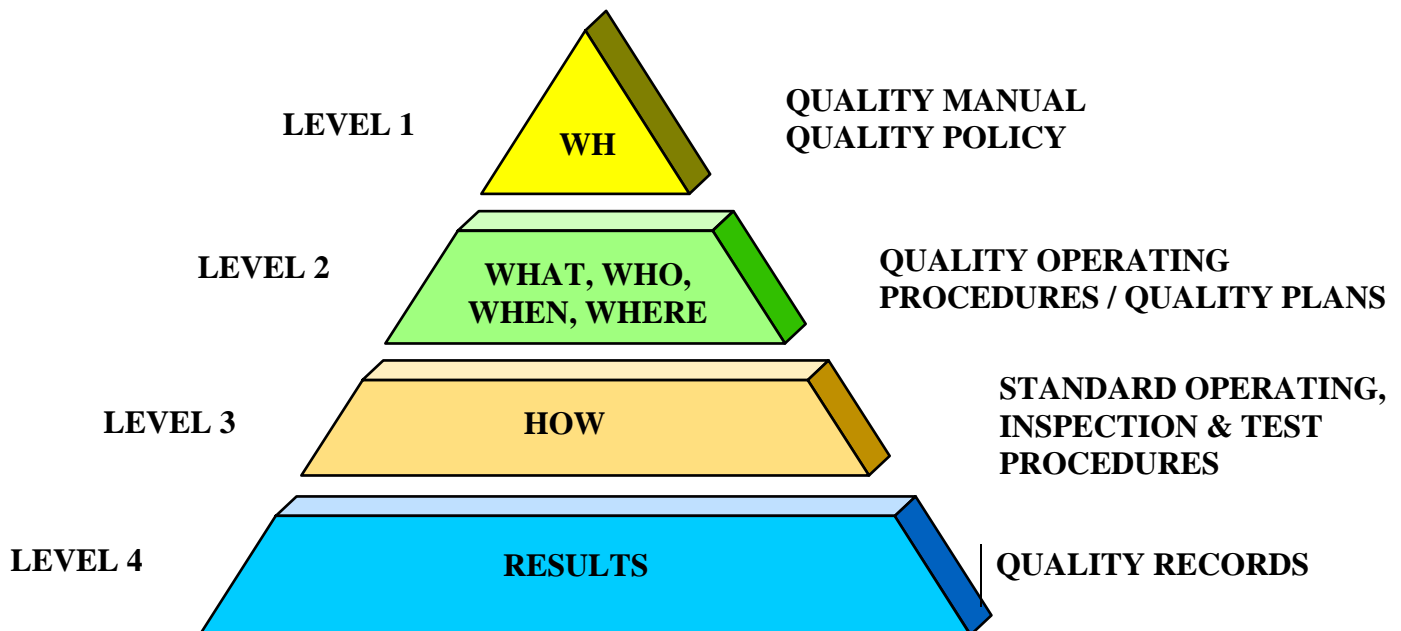 LEVEL 1
WH
QUALITY MANUAL
QUALITY POLICY
LEVEL 2
WHAT, WHO,
WHEN, WHERE
QUALITY OPERATING
PROCEDURES / QUALITY PLANS
LEVEL 3
HOW
STANDARD OPERATING,
INSPECTION & TEST
PROCEDURES
LEVEL 4
RESULTS
QUALITY RECORDS